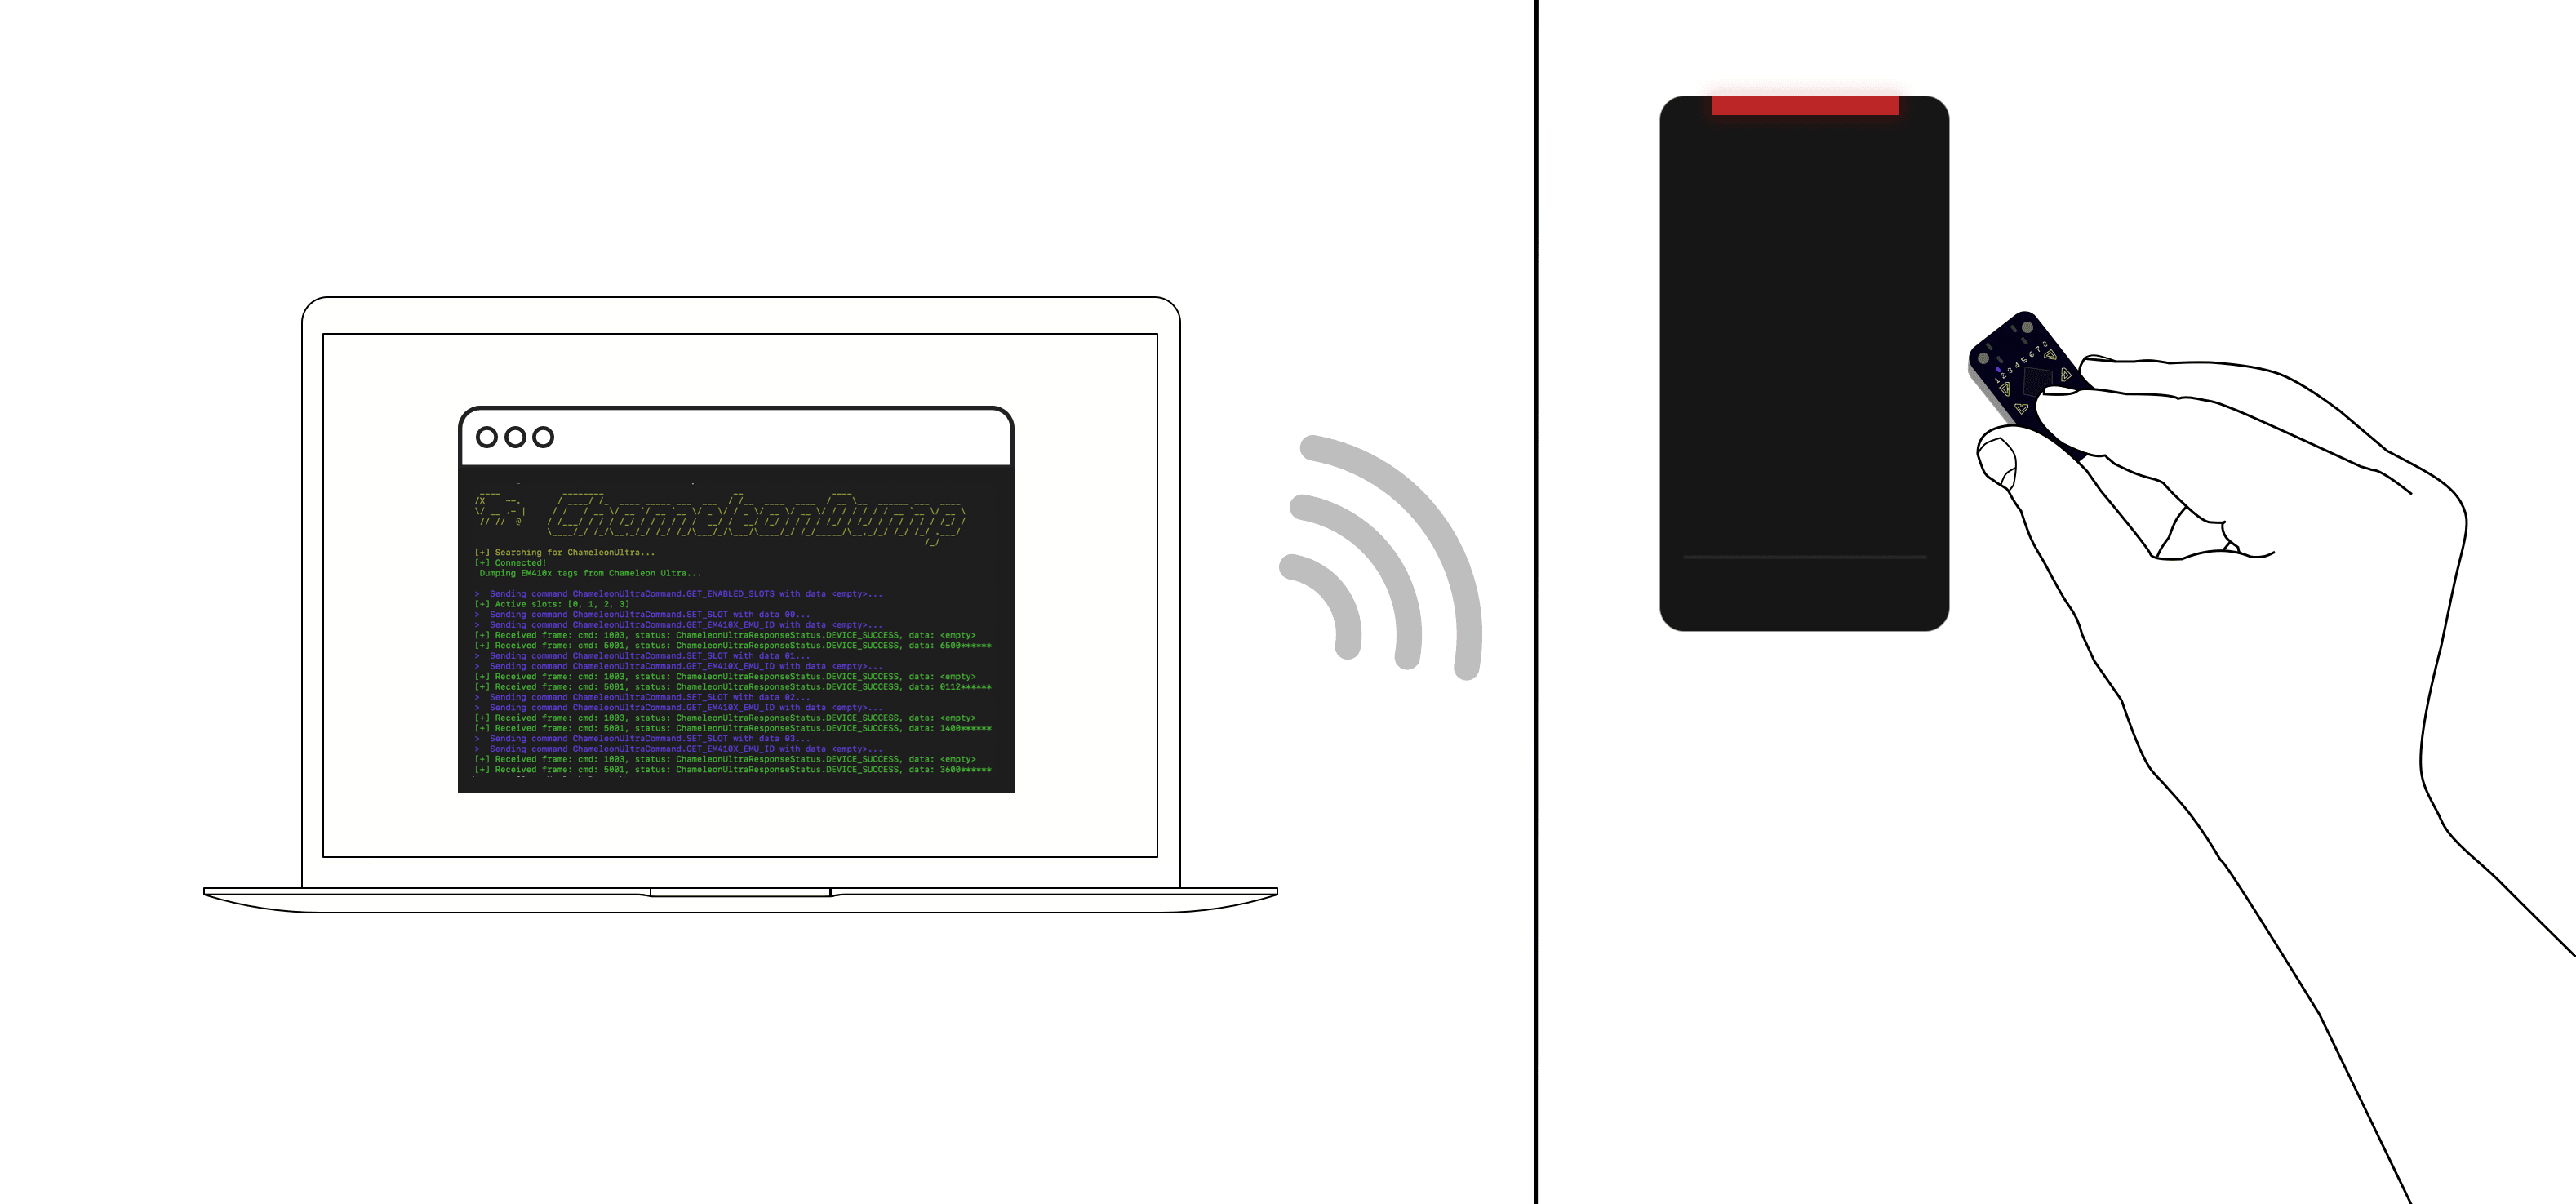 ChameleonDump
[+] Searching for ChameleonUltra...
[+] Connected!
Dumping EM410x tags from Chameleon Ultra...
> Sending command ChameleonUltraCommand.GET_ENABLED_SLOTS with data <empty>...
[+] Active slots: [0, 1, 2, 3]
> Sending command ChameleonUltraCommand.SET_SLOT with data 00...
> Sending command ChameleonUltraCommand.GET_EM410X_EMU_ID with data <empty>...
[+] Received frame: cmd: 1003, status: ChameleonUltraResponseStatus.DEVICE_SUCCESS, data: <empty>
[+] Received frame: cmd: 5001, status: ChameleonUltraResponseStatus.DEVICE_SUCCESS, data: 6500******
> Sending command ChameleonUltraCommand.SET_SLOT with data 01...
> Sending command ChameleonUltraCommand.GET_EM410X_EMU_ID with data <empty>...
[+] Received frame: cmd: 1003, status: ChameleonUltraResponseStatus.DEVICE_SUCCESS, data: <empty>
[+] Received frame: cmd: 5001, status: ChameleonUltraResponseStatus.DEVICE_SUCCESS, data: 0112******
> Sending command ChameleonUltraCommand.SET_SLOT with data 02...
> Sending command ChameleonUltraCommand.GET_EM410X_EMU_ID with data <empty>...
[+] Received frame: cmd: 1003, status: ChameleonUltraResponseStatus.DEVICE_SUCCESS, data: <empty>
[+] Received frame: cmd: 5001, status: ChameleonUltraResponseStatus.DEVICE_SUCCESS, data: 1400******
> Sending command ChameleonUltraCommand.SET_SLOT with data 03...
> Sending command ChameleonUltraCommand.GET_EM410X_EMU_ID with data <empty>...
[+] Received frame: cmd: 1003, status: ChameleonUltraResponseStatus.DEVICE_SUCCESS, data: <empty>
[+] Received frame: cmd: 5001, status: ChameleonUltraResponseStatus.DEVICE_SUCCESS, data: 3600******
1 2 3 4 5 6 7 8